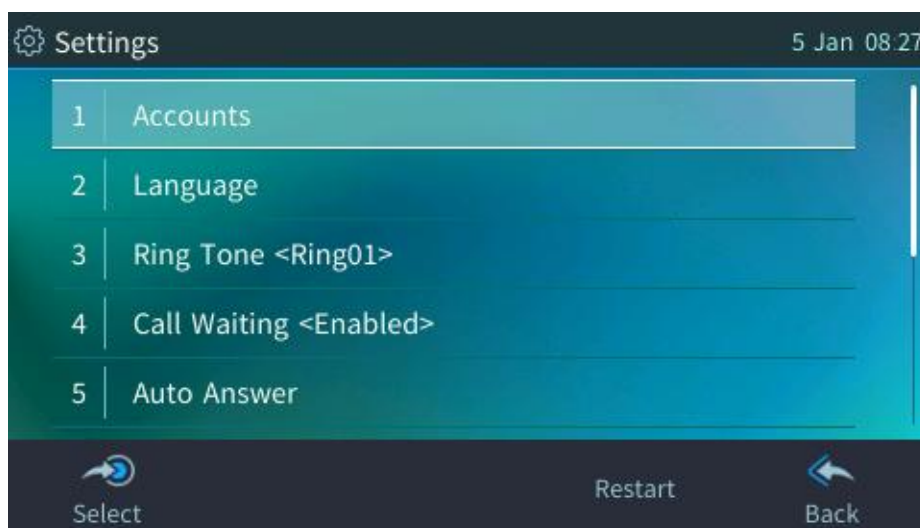 Settings 5 Jan 08:27
1 Accounts
2 Language
3 Ring Tone <Ring01>
4 Call Waiting <Enabled>
5 Auto Answer
Select Restart Back